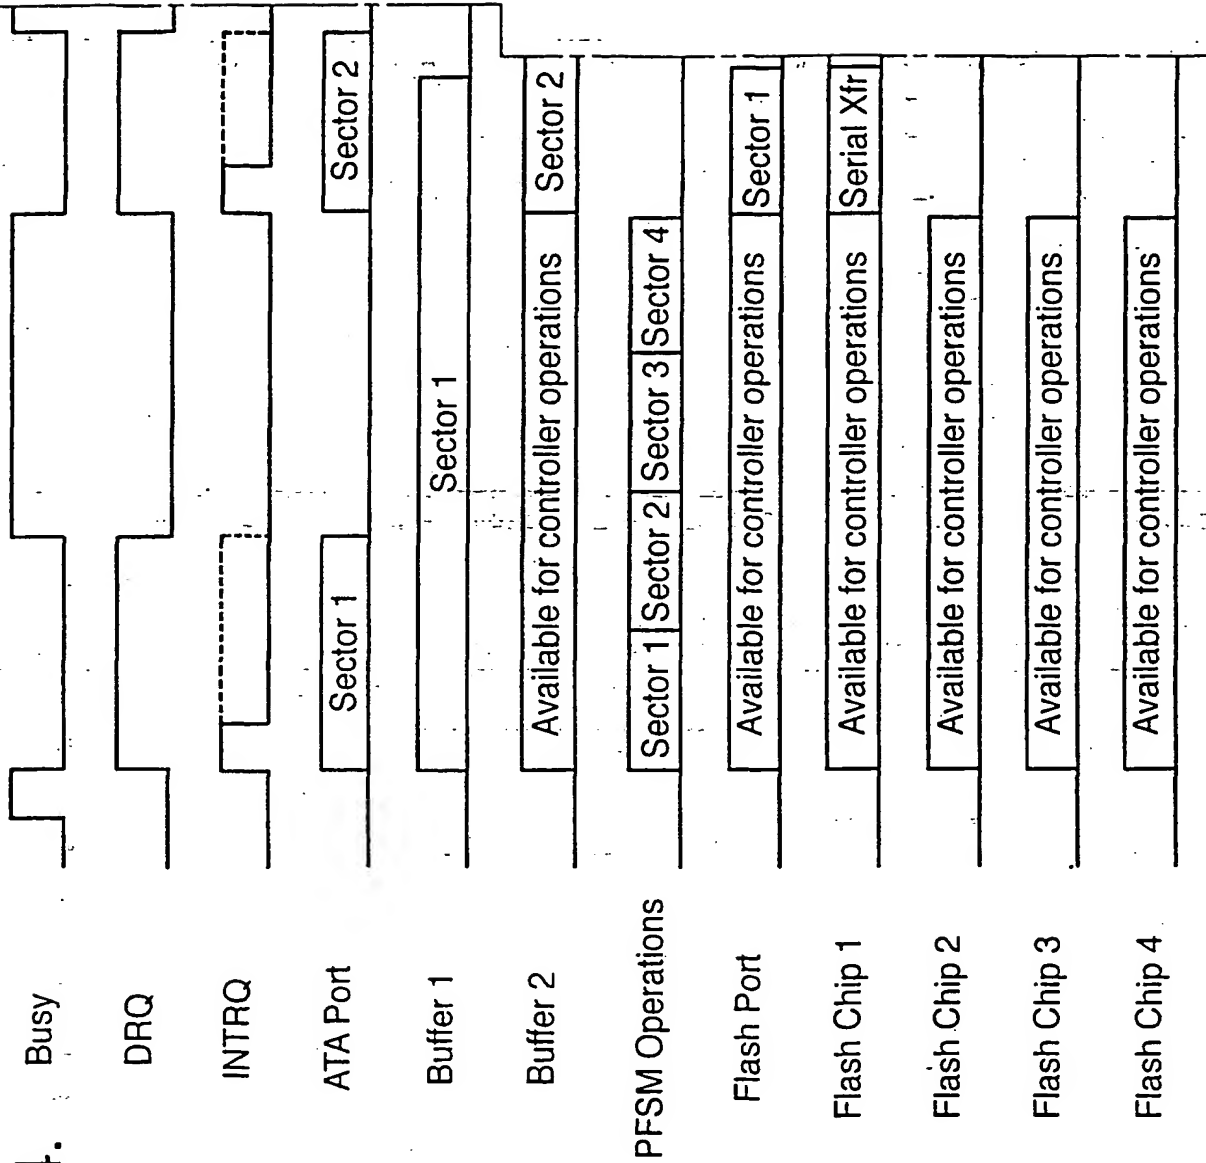 Busy
DRQ
INTRQ
ATA Port Sector 1 Sector 2
Buffer 1 Sector 1
Buffer 2 Available for controller operations Sector 2
PFSM Operations Sector 1 Sector 2 Sector 3 Sector 4
Flash Port Available for controller operations Sector 1
Flash Chip 1 Available for controller operations Serial Xfr
Flash Chip 2 Available for controller operations
Flash Chip 3 Available for controller operations
Flash Chip 4 Available for controller operations